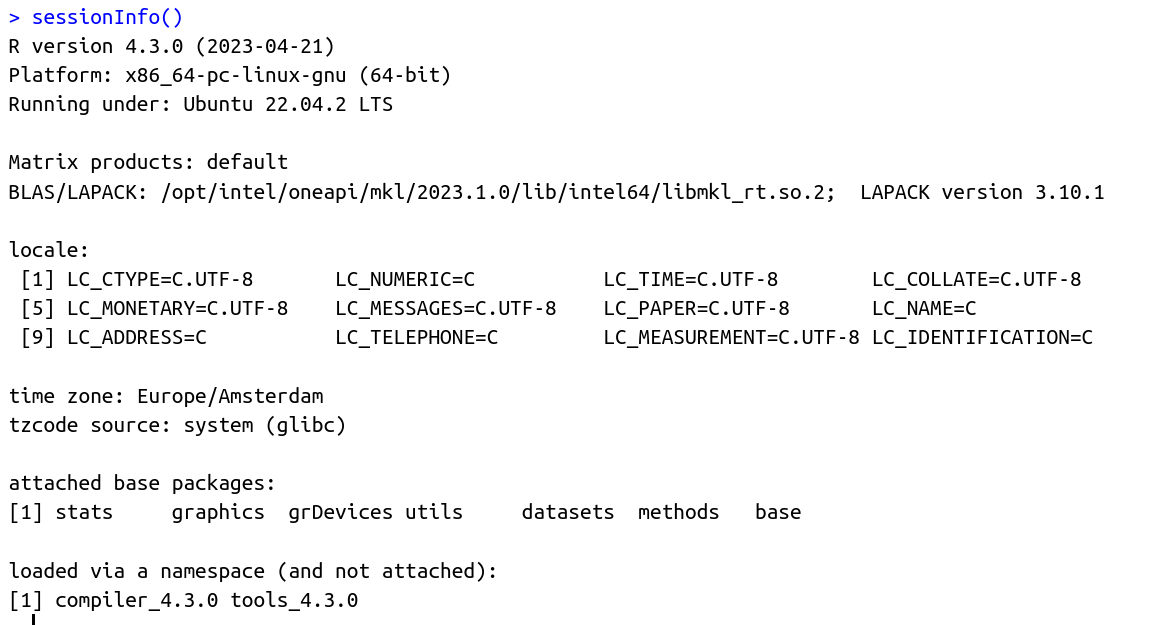 > sessionInfo()
R version 4.3.0 (2023-04-21)
Platform: x86_64-pc-linux-gnu (64-bit)
Running under: Ubuntu 22.04.2 LTS

Matrix products: default
BLAS/LAPACK: /opt/intel/oneapi/mkl/2023.1.0/lib/intel64/libmkl_rt.so.2;  LAPACK version 3.10.1

locale:
 [1] LC_CTYPE=C.UTF-8       LC_NUMERIC=C           LC_TIME=C.UTF-8        LC_COLLATE=C.UTF-8
 [5] LC_MONETARY=C.UTF-8    LC_MESSAGES=C.UTF-8    LC_PAPER=C.UTF-8       LC_NAME=C
 [9] LC_ADDRESS=C           LC_TELEPHONE=C         LC_MEASUREMENT=C.UTF-8 LC_IDENTIFICATION=C

time zone: Europe/Amsterdam
tzcode source: system (glibc)

attached base packages:
[1] stats     graphics  grDevices utils     datasets  methods   base

loaded via a namespace (and not attached):
[1] compiler_4.3.0 tools_4.3.0